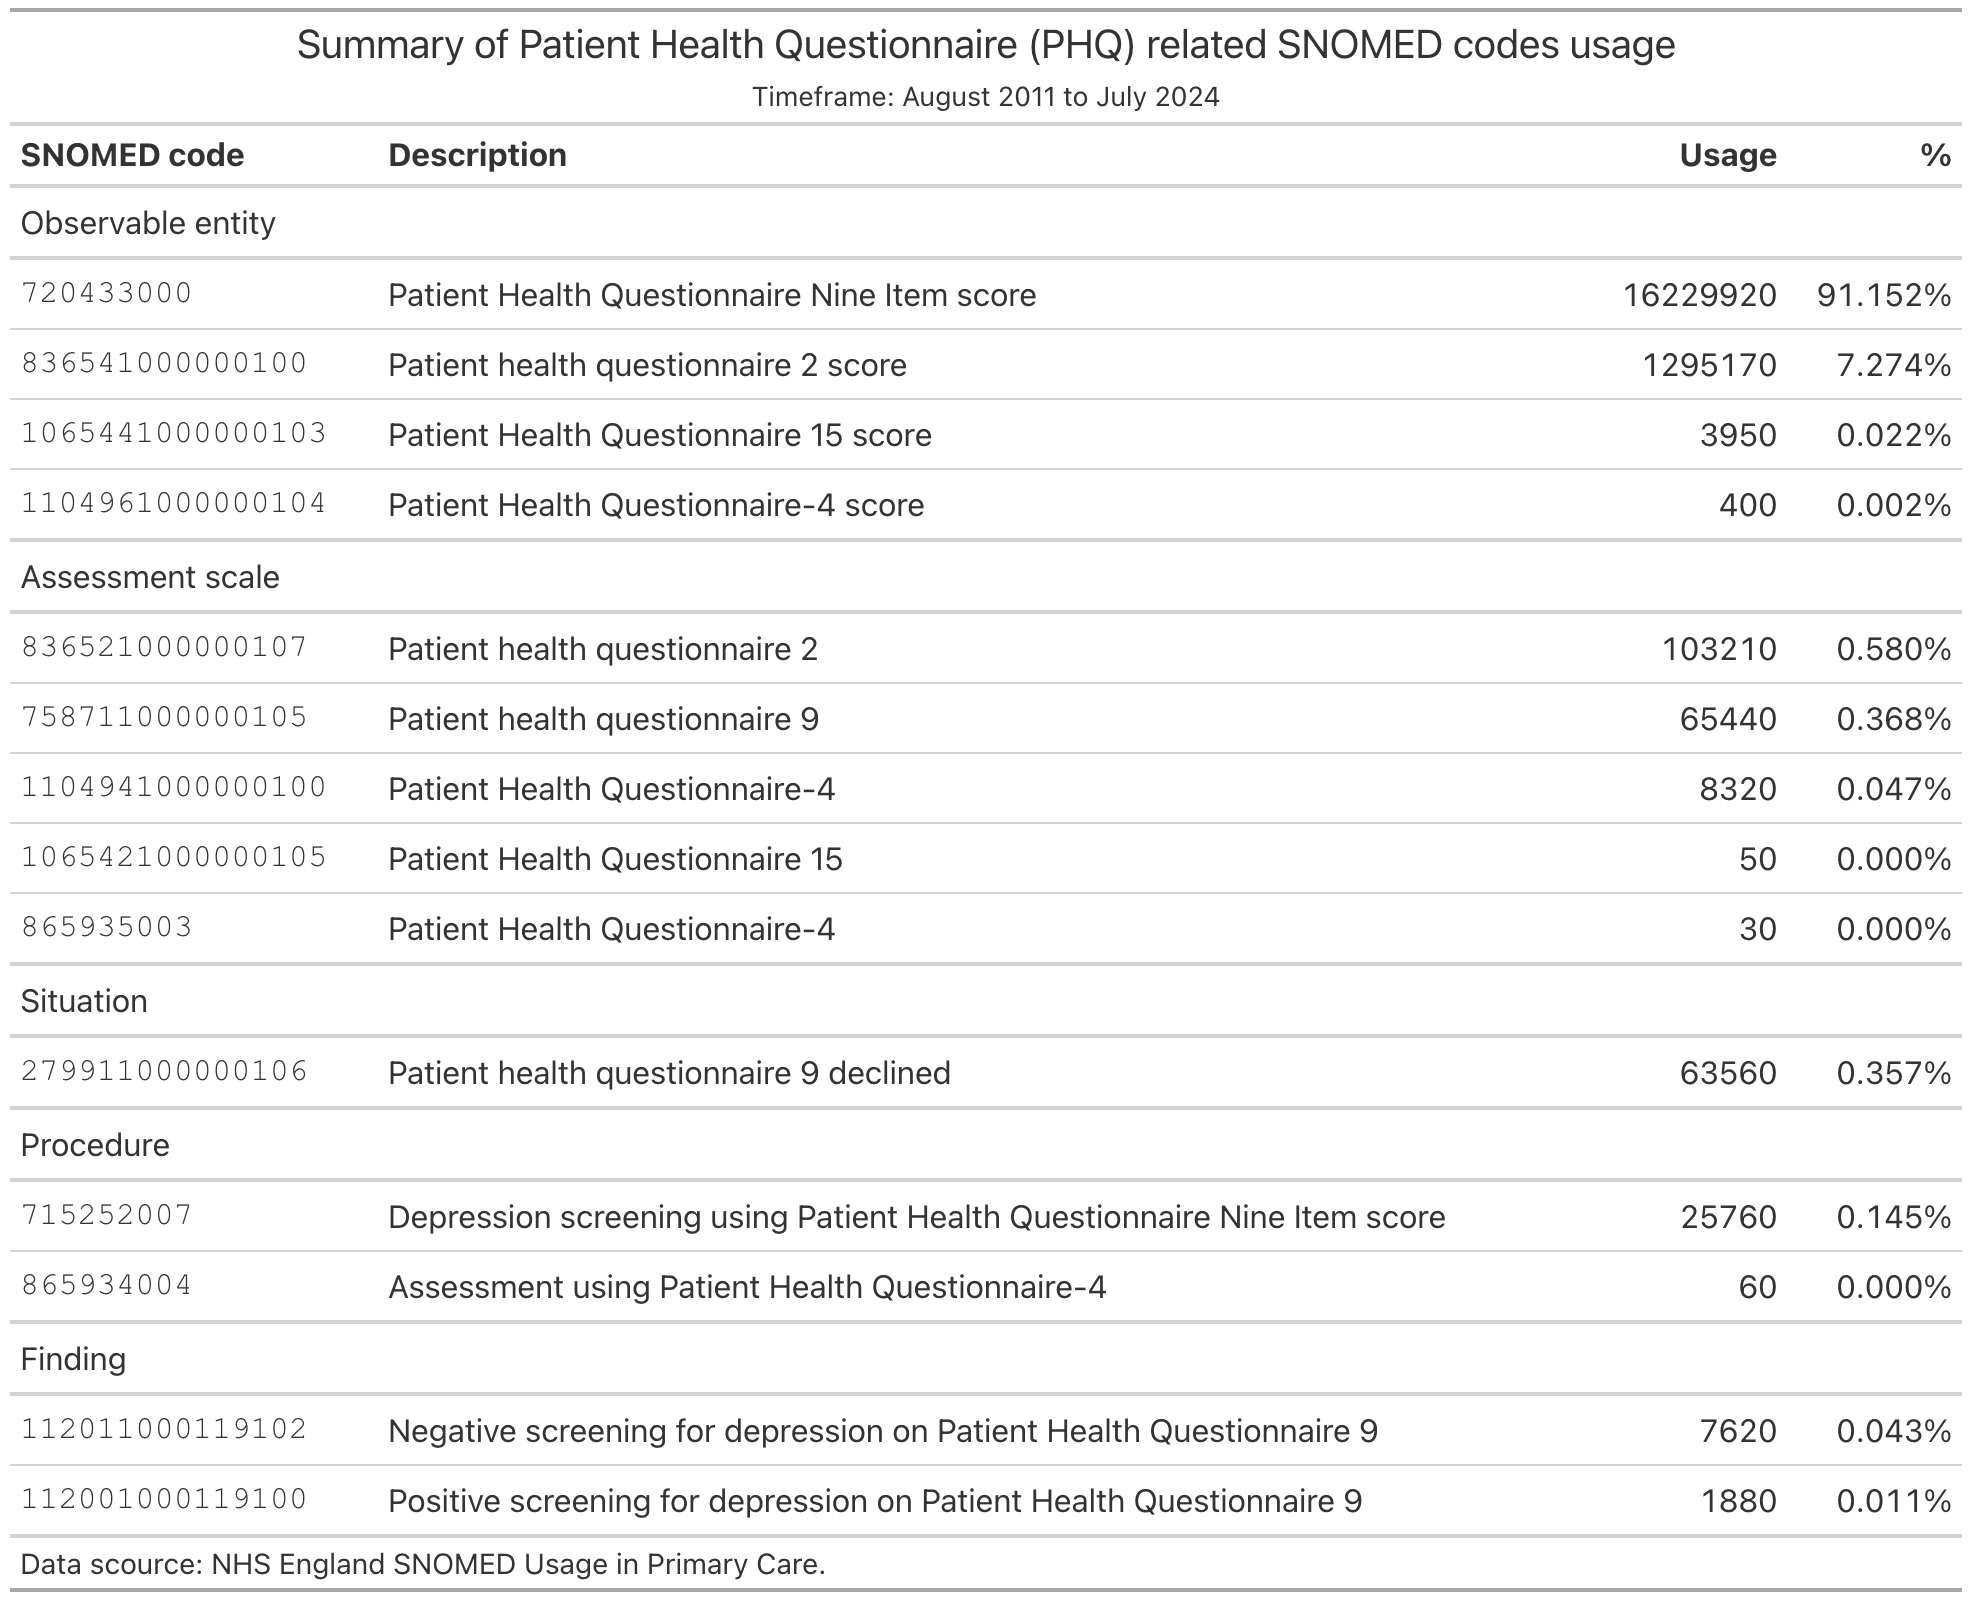 Summary of Patient Health Questionnaire (PHQ) related SNOMED codes usage
Timeframe: August 2011 to July 2024
SNOMED code Description Usage %
Observable entity
720433000 Patient Health Questionnaire Nine Item score 16229920 91.152%
836541000000100 Patient health questionnaire 2 score 1295170 7.274%
1065441000000103 Patient Health Questionnaire 15 score 3950 0.022%
1104961000000104 Patient Health Questionnaire-4 score 400 0.002%
Assessment scale
836521000000107 Patient health questionnaire 2 103210 0.580%
758711000000105 Patient health questionnaire 9 65440 0.368%
1104941000000100 Patient Health Questionnaire-4 8320 0.047%
1065421000000105 Patient Health Questionnaire 15 50 0.000%
865935003 Patient Health Questionnaire-4 30 0.000%
Situation
279911000000106 Patient health questionnaire 9 declined 63560 0.357%
Procedure
715252007 Depression screening using Patient Health Questionnaire Nine Item score 25760 0.145%
865934004 Assessment using Patient Health Questionnaire-4 60 0.000%
Finding
112011000119102 Negative screening for depression on Patient Health Questionnaire 9 7620 0.043%
112001000119100 Positive screening for depression on Patient Health Questionnaire 9 1880 0.011%
Data scource: NHS England SNOMED Usage in Primary Care.